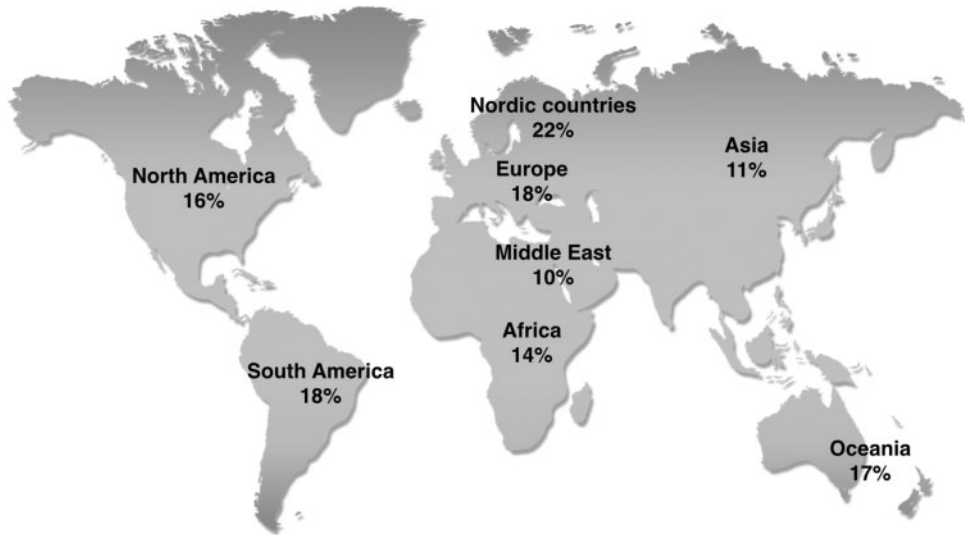 Nordic countries
22%
Asia
11%
Europe
18%
North America
16%
Middle East
10%
Africa
14%
South America
18%
Oceania
17%